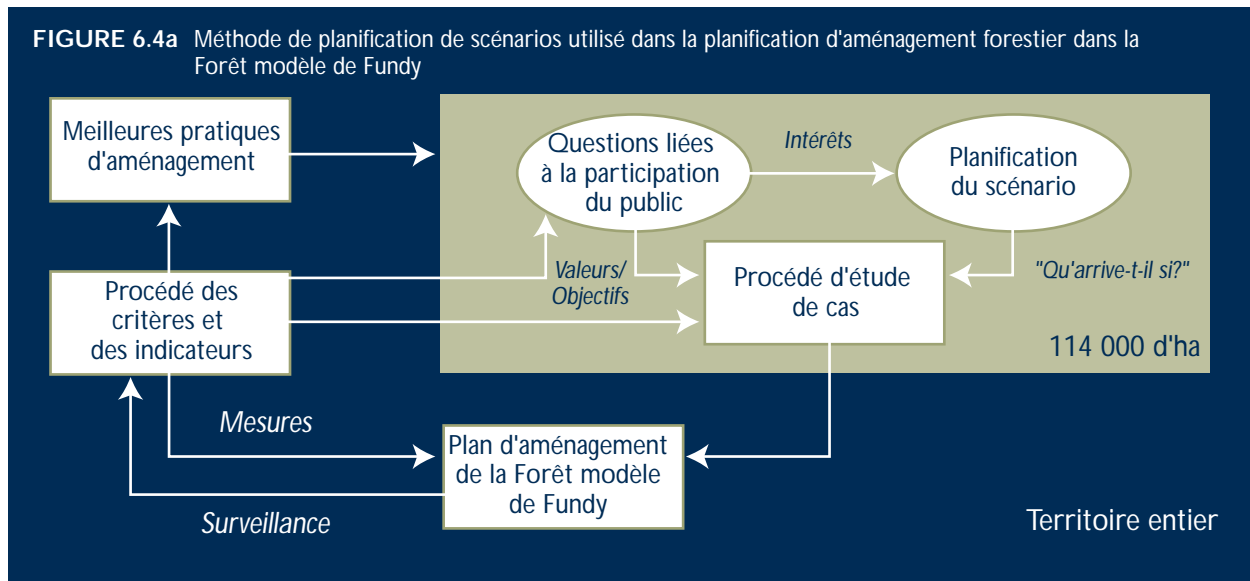 FIGURE 6.4a Méthode de planification de scénarios utilisé dans la planification d'aménagement forestier dans la
Forêt modèle de Fundy
Meilleures pratiques
d'aménagement
Questions liées
à la participation
du public
Intérêts
Planification
du scénario
Procédé des
critères et
des indicateurs
Valeurs/
Objectifs
Procédé d'étude
de cas
"Qu'arrive-t-il si?"
114 000 d'ha
Mesures
Plan d'aménagement
de la Forêt modèle
de Fundy
Surveillance
Territoire entier